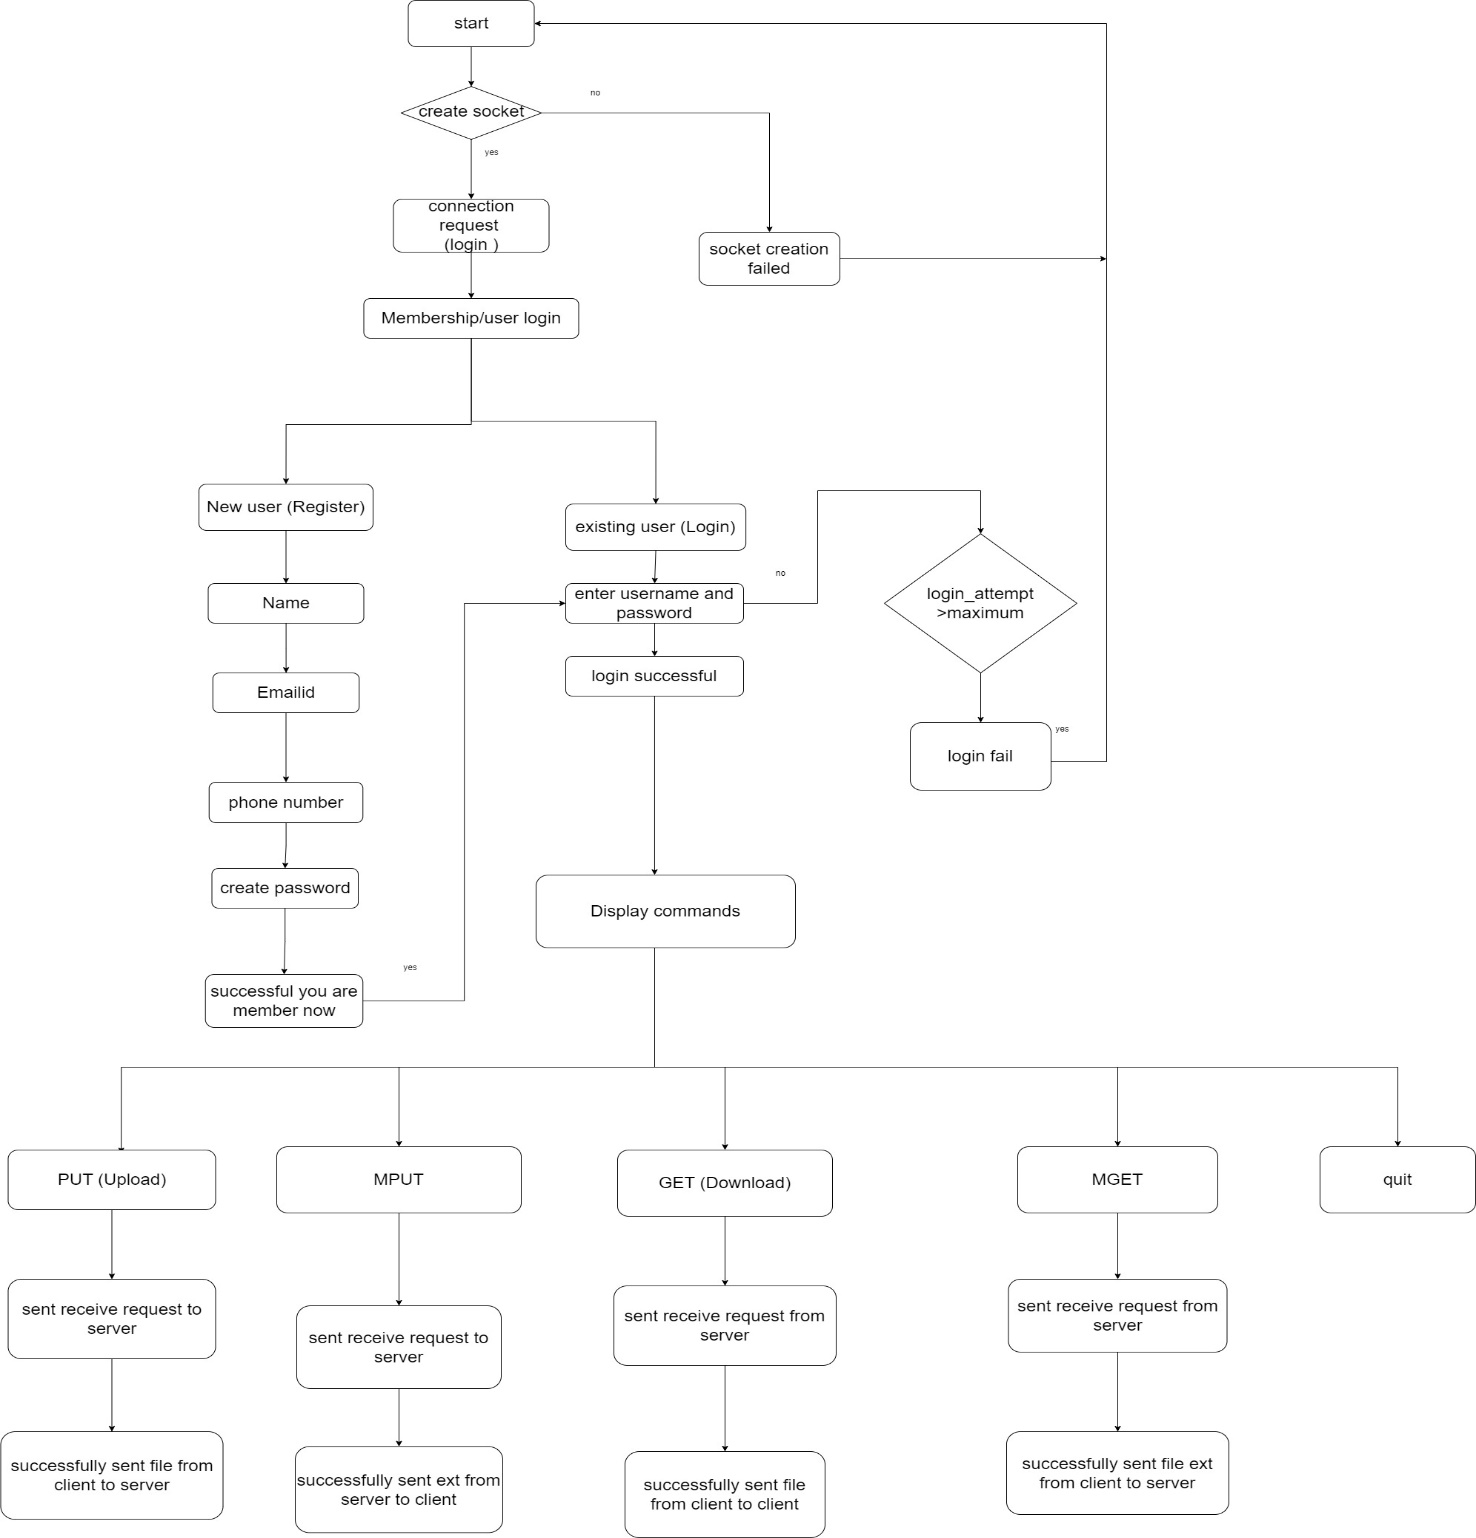 start
no
create socket
yes
connection
request
(login )
socket creation
failed
Membership/user login
New user (Register)
existing user (Login)
no
enter username and
password
login_attempt
>maximum
Name
login successful
Emailid
yes
login fail
phone number
create password
Display commands
yes
successful you are
member now
PUT (Upload)
MPUT
GET (Download)
MGET
quit
sent receive request to
server
sent receive request to
server
sent receive request from
server
sent receive request from
server
successfully sent file from
client to server
successfully sent ext from
server to client
successfully sent file
from client to client
successfully sent file ext
from client to server